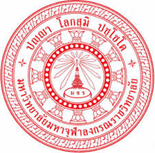 ปญฺญา โลกสฺมิ ปชฺโชโต
มจร
มหาวิทยาลัยมหาจุฬาลงกรณราชวิทยาลัย